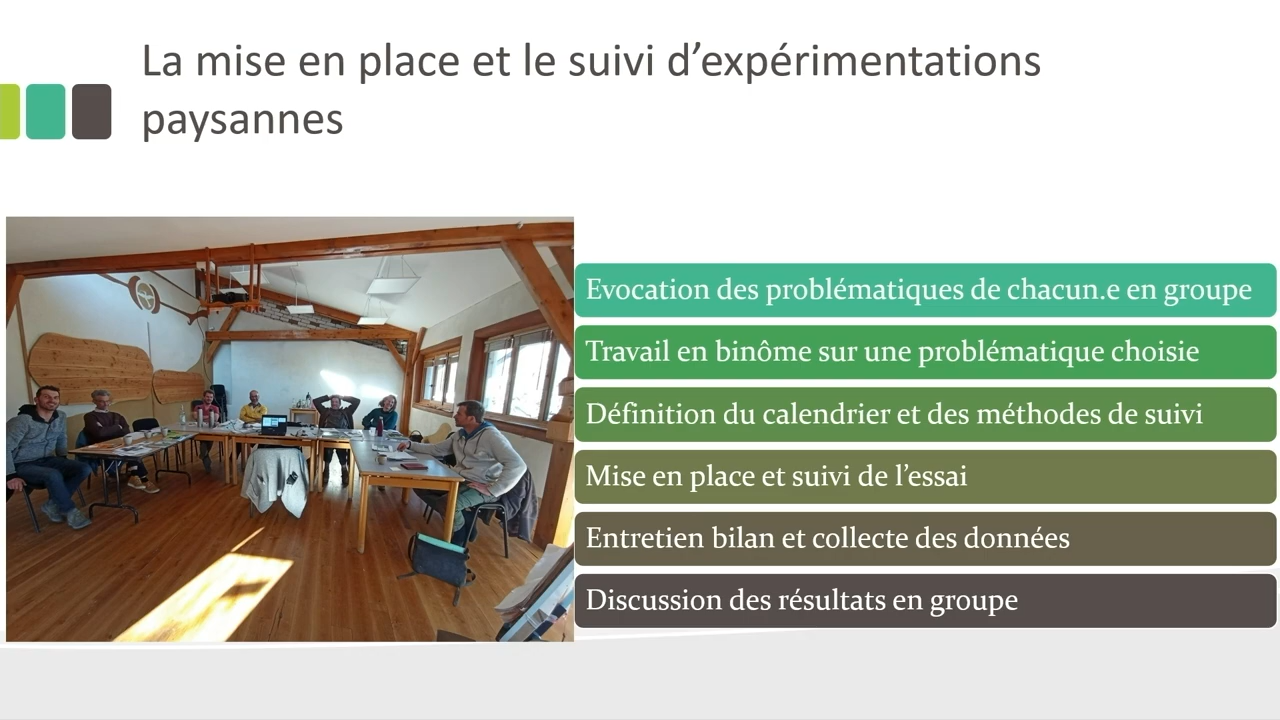 La mise en place et le suivi d’expérimentations
paysannes
Evocation des problématiques de chacun.e en groupe
Travail en binôme sur une problématique choisie
Définition du calendrier et des méthodes de suivi
Mise en place et suivi de l’essai
Entretien bilan et collecte des données
Discussion des résultats en groupe